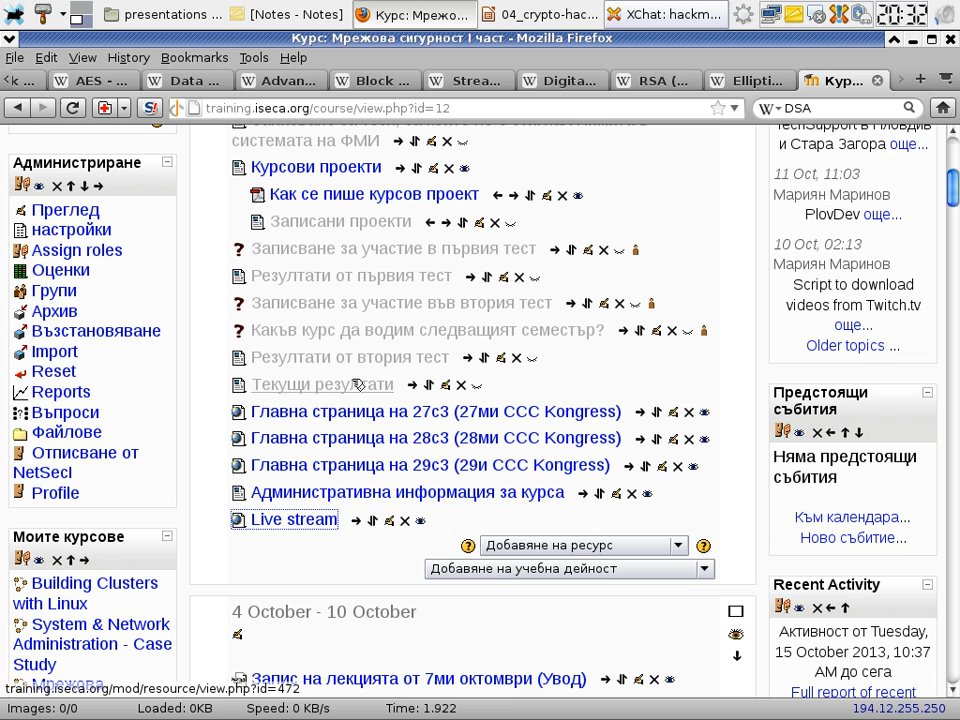 presentations ...
[Notes - Notes]
Курс: Мрежо...
04_crypto-hac...
XChat: hackm...
20:32
Курс: Мрежова сигурност I част - Mozilla Firefox
File Edit View History Bookmarks Tools Help
k ...
AES - ...
Data ...
Advan...
Block ...
Strea...
Digita...
RSA (...
Ellipti...
Кур...
training.iseca.org/course/view.php?id=12
DSA
Администриране
Преглед
настройки
Assign roles
Оценки
Групи
Архив
Възстановяване
Import
Reset
Reports
Въпроси
Файлове
Отписване от
NetSecI
Profile
Моите курсове
Building Clusters
with Linux
System & Network
Administration - Case
Study
Мрежова
системата на ФМИ
Курсови проекти
Как се пише курсов проект
Записани проекти
Записване за участие в първия тест
Резултати от първия тест
Записване за участие във втория тест
Какъв курс да водим следващият семестър?
Резултати от втория тест
Текущи резултати
Главна страница на 27c3 (27ми CCC Kongress)
Главна страница на 28c3 (28ми CCC Kongress)
Главна страница на 29c3 (29и CCC Kongress)
Административна информация за курса
Live stream
Добавяне на ресурс
Добавяне на учебна дейност
4 October - 10 October
Запис на лекцията от 7ми октомври (Увод)
TechSupport в Пловдив
и Стара Загора още...
11 Oct, 11:03
Мариян Маринов
PlovDev още...
10 Oct, 02:13
Мариян Маринов
Script to download
videos from Twitch.tv
още...
Older topics ...
Предстоящи
събития
Няма предстоящи
събития
Към календара...
Ново събитие...
Recent Activity
Активност от Tuesday,
15 October 2013, 10:37
AM до сега
Full report of recent
training.iseca.org/mod/resource/view.php?id=472
Images: 0/0 Loaded: 0KB Speed: 0 KB/s Time: 1.922 194.12.255.250